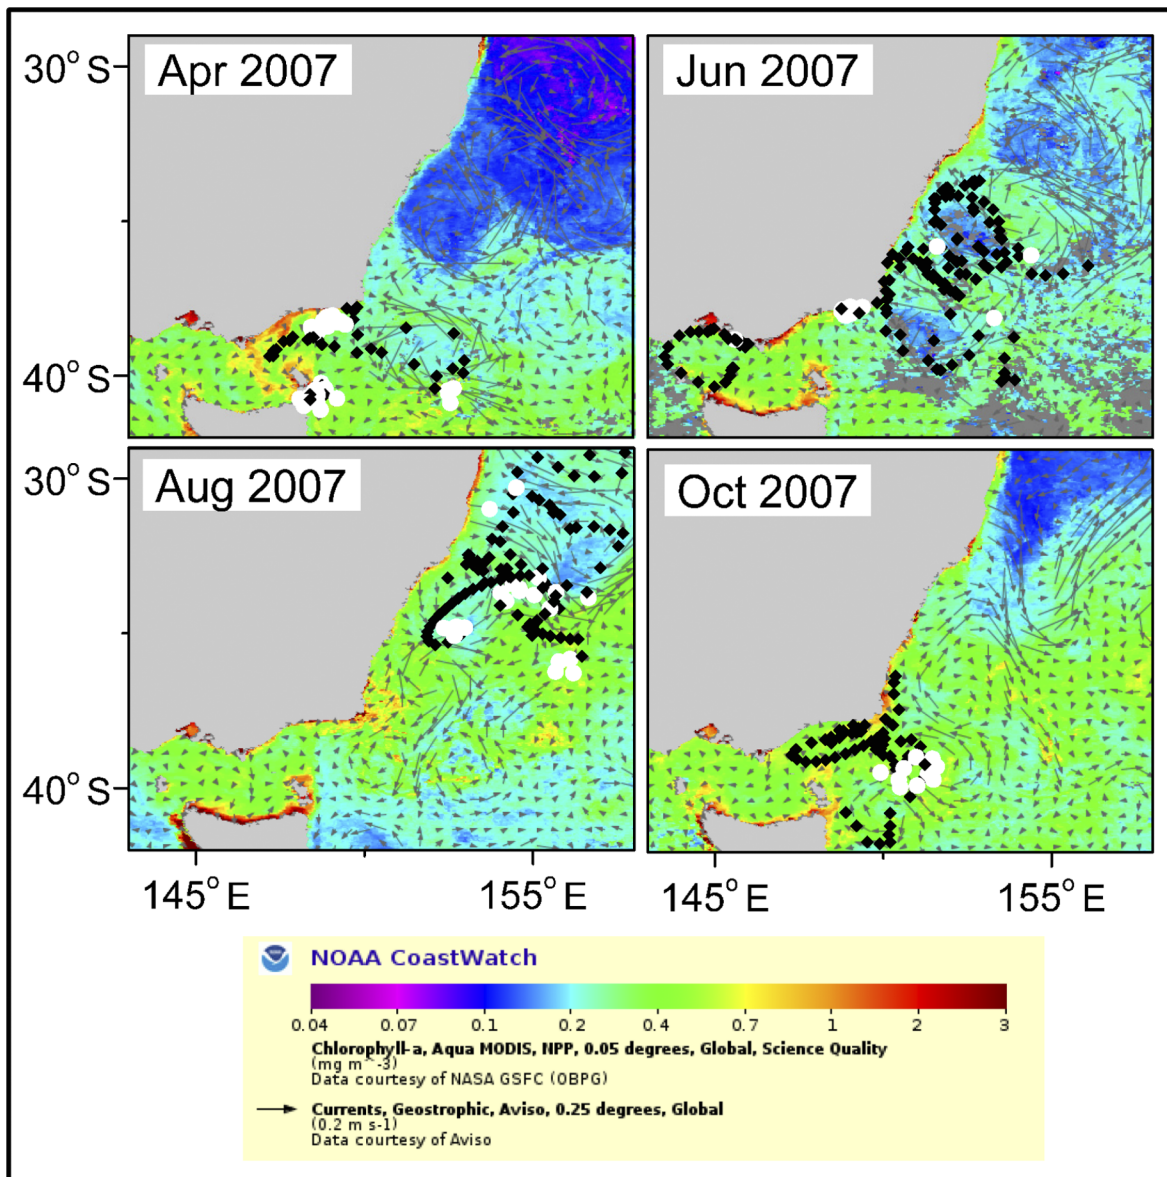 Apr 2007
Jun 2007
30° S
40° S
Aug 2007
Oct 2007
30° S
40° S
145° E
155° E
145° E
155° E
NOAA CoastWatch
0.04 0.07 0.1 0.2 0.4 0.7 1 2 3
Chlorophyll-a, Aqua MODIS, NPP, 0.05 degrees, Global, Science Quality
(mg m^-3)
Data courtesy of NASA GSFC (OBPG)
Currents, Geostrophic, Aviso, 0.25 degrees, Global
(0.2 m s-1)
Data courtesy of Aviso